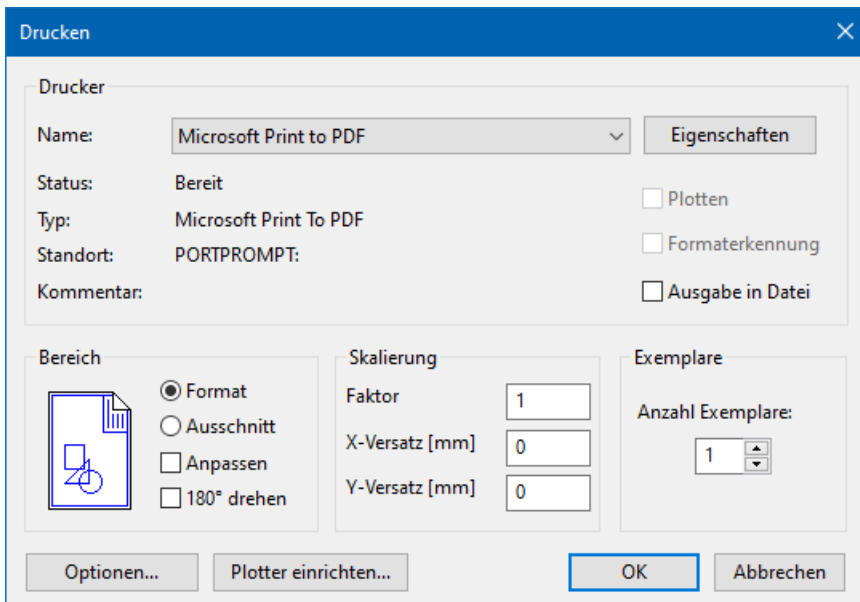 Drucken
Drucker
Name: Microsoft Print to PDF Eigenschaften
Status: Bereit
Plotten
Typ: Microsoft Print To PDF
Formaterkennung
Standort: PORTPROMPT:
Kommentar:
Ausgabe in Datei
Bereich
Format
Ausschnitt
Anpassen
180° drehen
Skalierung
Faktor 1
X-Versatz [mm] 0
Y-Versatz [mm] 0
Exemplare
Anzahl Exemplare:
1
Optionen... Plotter einrichten... OK Abbrechen